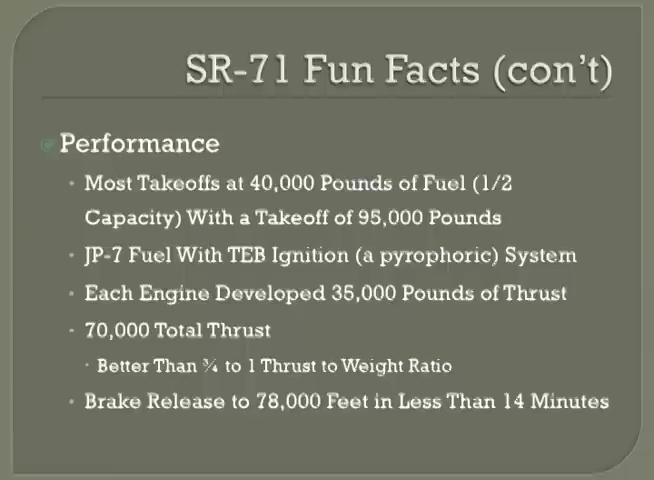 SR-71 Fun Facts (con't)
Performance
Most Takeoffs at 40,000 Pounds of Fuel (1/2
Capacity) With a Takeoff of 95,000 Pounds
JP-7 Fuel With TEB Ignition (a pyrophoric) System
Each Engine Developed 35,000 Pounds of Thrust
70,000 Total Thrust
Better Than ¾ to 1 Thrust to Weight Ratio
Brake Release to 78,000 Feet in Less Than 14 Minutes